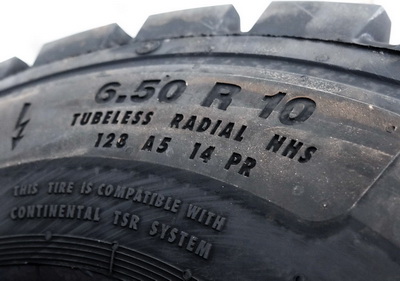 6.50 R 10
TUBELESS RADIAL NHS
128 A5 14 PR
THIS TIRE IS COMPATIBLE WITH
CONTINENTAL TSR SYSTEM